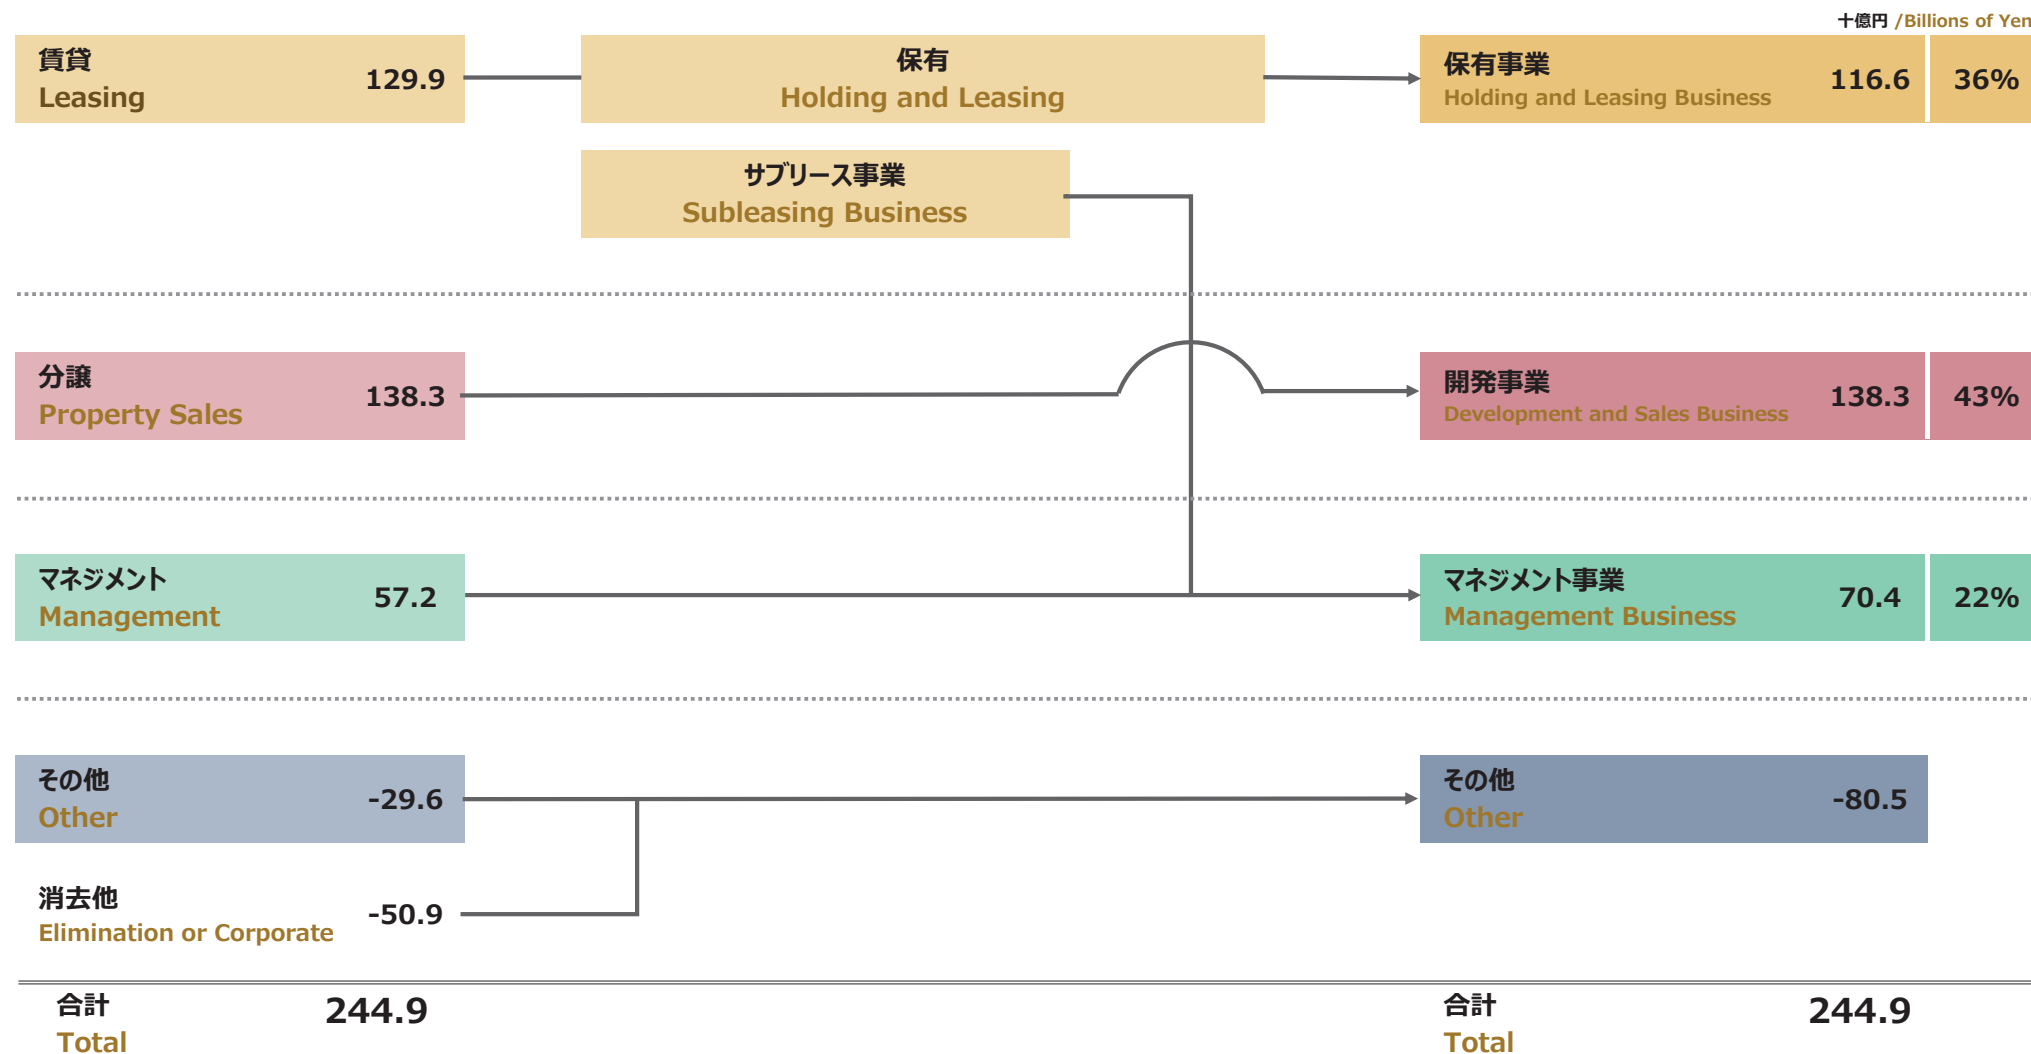 十億円 /Billions of Yen
賃貸
Leasing
129.9
保有
Holding and Leasing
保有事業
Holding and Leasing Business
116.6
36%
サブリース事業
Subleasing Business
分譲
Property Sales
138.3
開発事業
Development and Sales Business
138.3
43%
マネジメント
Management
57.2
マネジメント事業
Management Business
70.4
22%
その他
Other
-29.6
その他
Other
-80.5
消去他
Elimination or Corporate
-50.9
合計
Total
244.9
合計
Total
244.9